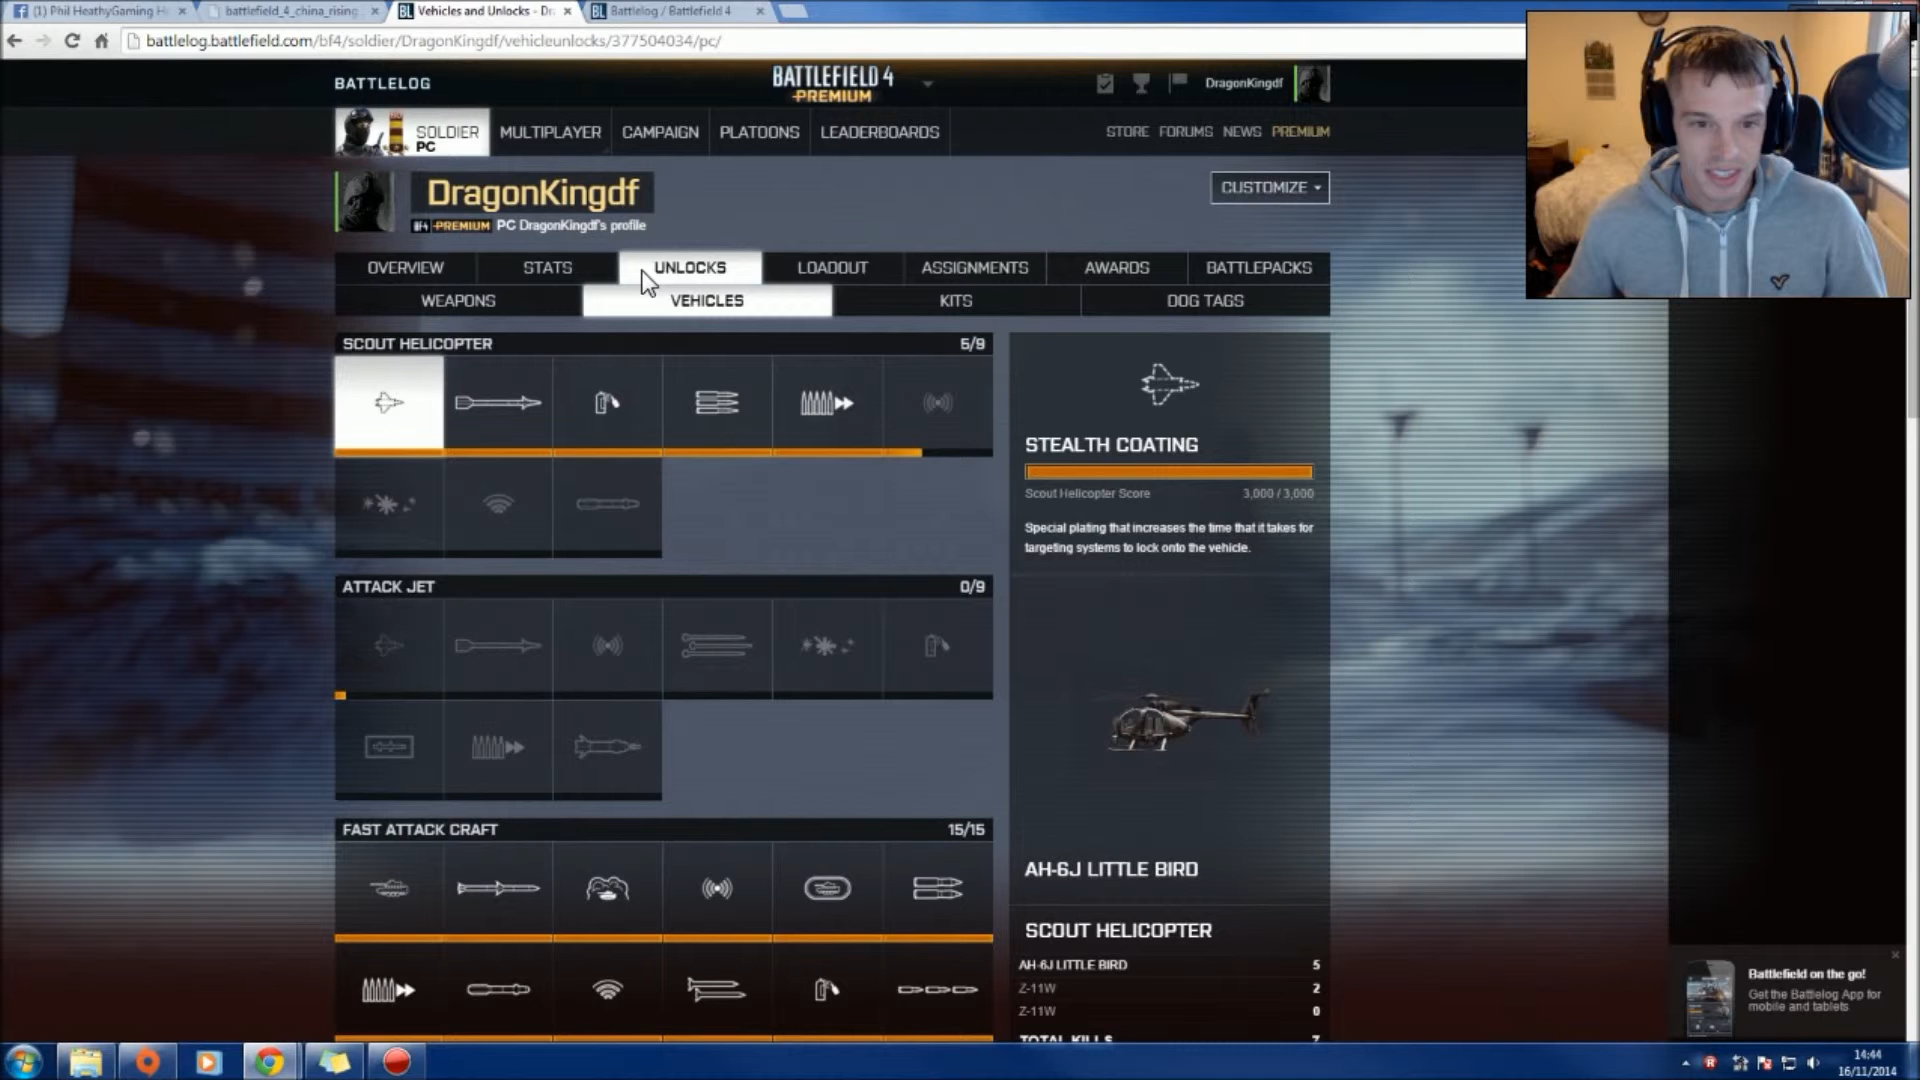 (1) Phil HeathyGaming H
battlefield_4_china_rising
BL Vehicles and Unlocks - Dr
BL Battlelog / Battlefield 4
battlelog.battlefield.com/bf4/soldier/DragonKingdf/vehicleunlocks/377504034/pc/
BATTLELOG
BATTLEFIELD 4
PREMIUM
DragonKingdf
SOLDIER
PC
MULTIPLAYER
CAMPAIGN
PLATOONS
LEADERBOARDS
STORE FORUMS NEWS PREMIUM
DragonKingdf
BF4 PREMIUM PC DragonKingdf's profile
CUSTOMIZE
OVERVIEW STATS UNLOCKS LOADOUT ASSIGNMENTS AWARDS BATTLEPACKS
WEAPONS VEHICLES KITS DOG TAGS
SCOUT HELICOPTER 5/9
STEALTH COATING
Scout Helicopter Score 3,000 / 3,000
Special plating that increases the time that it takes for
targeting systems to lock onto the vehicle.
ATTACK JET 0/9
FAST ATTACK CRAFT 15/15
AH-6J LITTLE BIRD
SCOUT HELICOPTER
AH-6J LITTLE BIRD 5
Z-11W 2
Z-11W 0
TOTAL KILLS 7
Battlefield on the go!
Get the Battlelog App for
mobile and tablets
14:44
16/11/2014